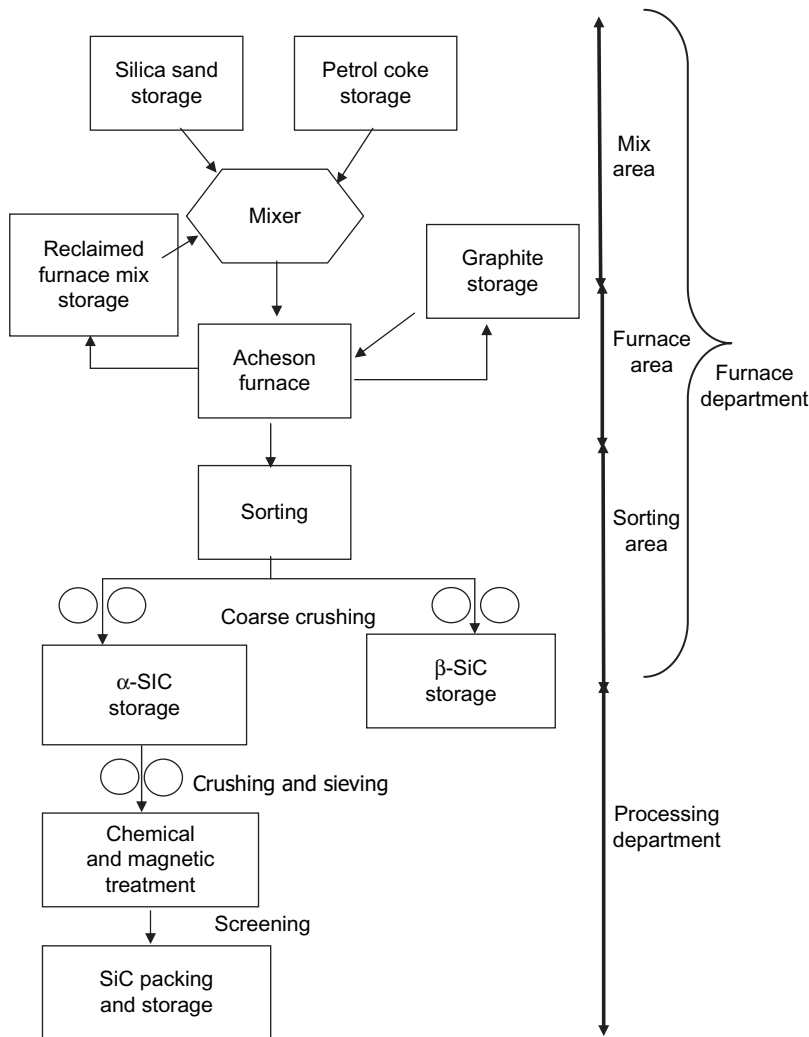 Silica sand
storage
Petrol coke
storage
Mix
area
Mixer
Reclaimed
furnace mix
storage
Graphite
storage
Acheson
furnace
Furnace
area
Furnace
department
Sorting
Sorting
area
Coarse crushing
α-SIC
storage
β-SiC
storage
Crushing and sieving
Processing
department
Chemical
and magnetic
treatment
Screening
SiC packing
and storage